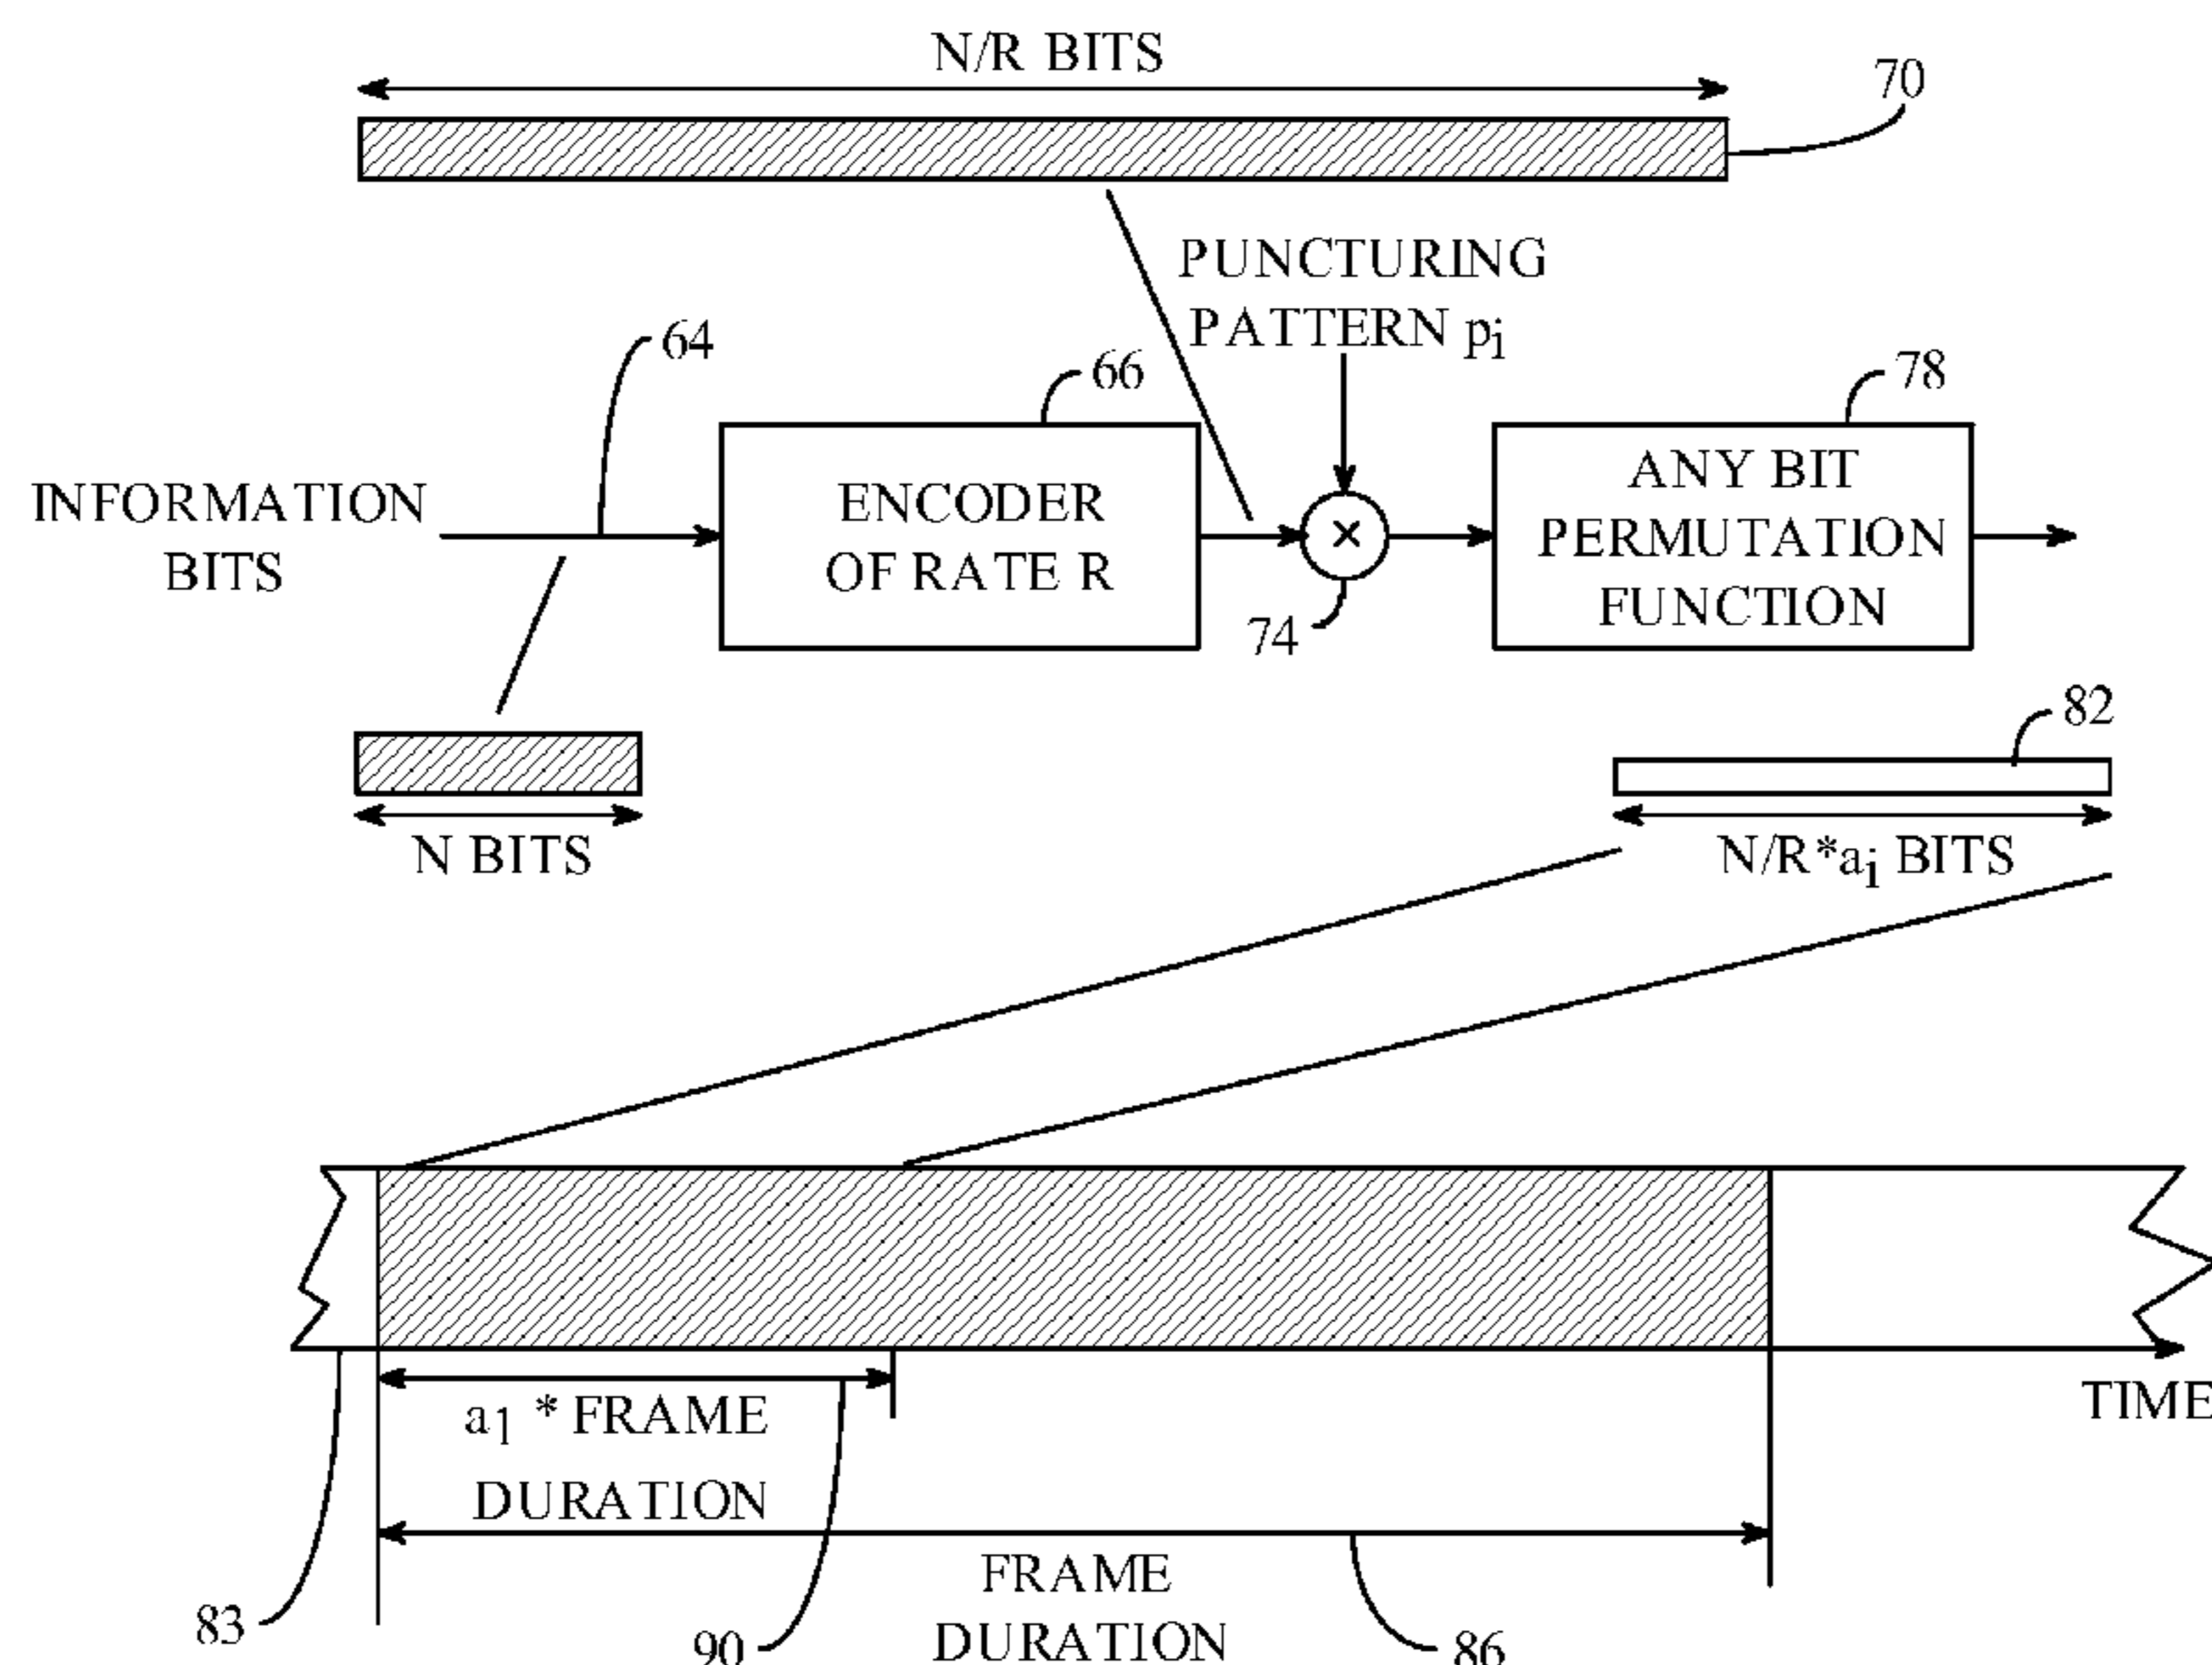 N/R BITS
70
PUNCTURING
PATTERN pi
64
66
78
INFORMATION
BITS
ENCODER
OF RATE R
×
74
ANY BIT
PERMUTATION
FUNCTION
82
N BITS
N/R*ai BITS
a1 * FRAME
DURATION
TIME
FRAME
DURATION
83
90
86